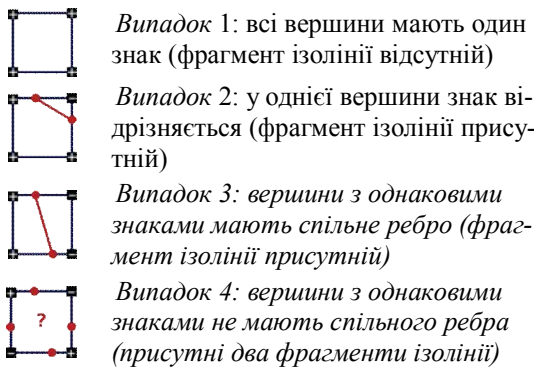 Випадок 1: всі вершини мають один
знак (фрагмент ізолінії відсутній)
Випадок 2: у однієї вершини знак ві-
дрізняється (фрагмент ізолінії прису-
тній)
Випадок 3: вершини з однаковими
знаками мають спільне ребро (фраг-
мент ізолінії присутній)
?
Випадок 4: вершини з однаковими
знаками не мають спільного ребра
(присутні два фрагменти ізолінії)